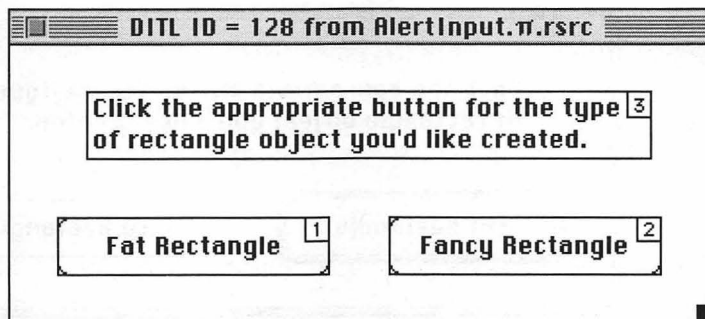 DITL ID = 128 from AlertInput.π.rsrc
Click the appropriate button for the type 3
of rectangle object you'd like created.
Fat Rectangle 1
Fancy Rectangle 2